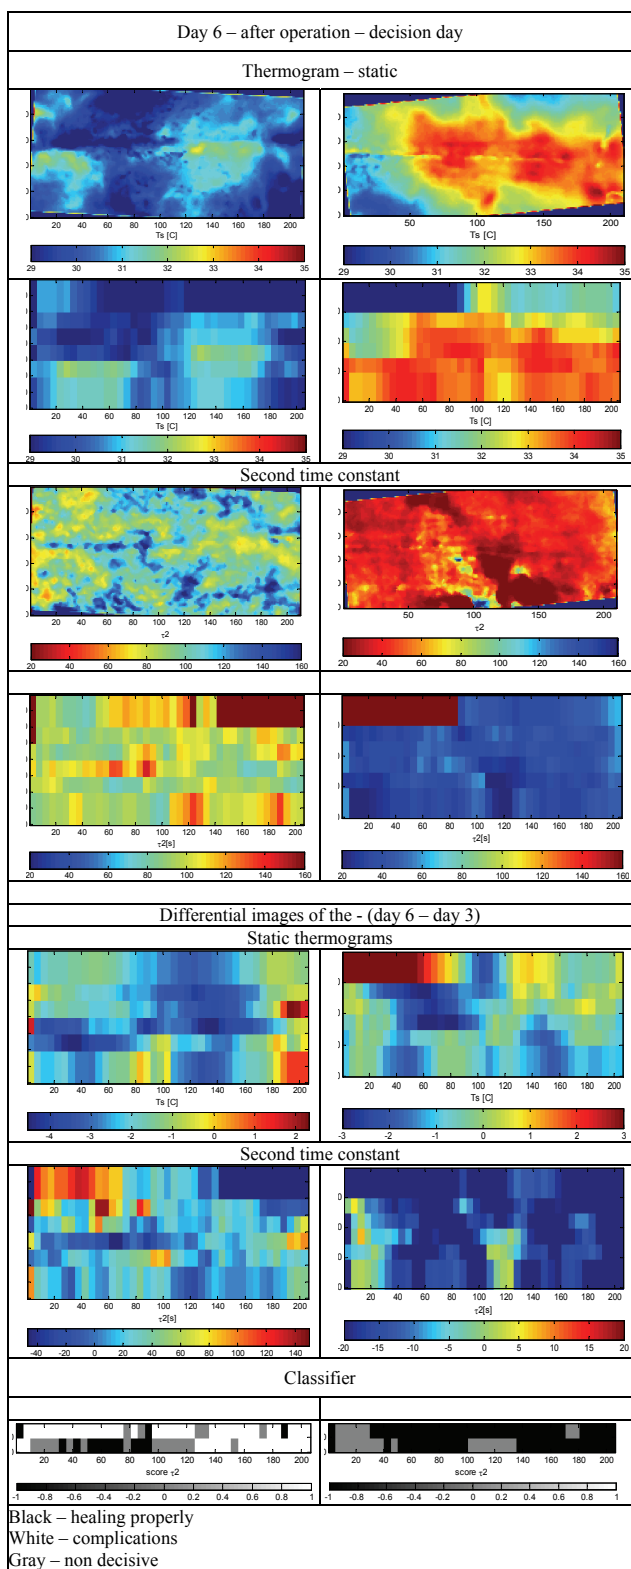 Day 6 – after operation – decision day
Thermogram – static
20 40 60 80 100 120 140 160 180 200
50 100 150 200
Ts [C]
Ts [C]
29 30 31 32 33 34 35
29 30 31 32 33 34 35
20 40 60 80 100 120 140 160 180 200
20 40 60 80 100 120 140 160 180 200
Ts [C]
Ts [C]
29 30 31 32 33 34 35
29 30 31 32 33 34 35
Second time constant
20 40 60 80 100 120 140 160 180 200
50 100 150 200
τ2
τ2
20 40 60 80 100 120 140 160
20 40 60 80 100 120 140 160
20 40 60 80 100 120 140 160 180 200
20 40 60 80 100 120 140 160 180 200
τ2[s]
τ2[s]
20 40 60 80 100 120 140 160
20 40 60 80 100 120 140 160
Differential images of the - (day 6 – day 3)
Static thermograms
20 40 60 80 100 120 140 160 180 200
20 40 60 80 100 120 140 160 180 200
Ts [C]
Ts [C]
-4 -3 -2 -1 0 1 2
-3 -2 -1 0 1 2 3
Second time constant
20 40 60 80 100 120 140 160 180 200
20 40 60 80 100 120 140 160 180 200
τ2[s]
τ2[s]
-40 -20 0 20 40 60 80 100 120 140
-20 -15 -10 -5 0 5 10 15 20
Classifier
20 40 60 80 100 120 140 160 180 200
20 40 60 80 100 120 140 160 180 200
score τ2
score τ2
-1 -0.8 -0.6 -0.4 -0.2 0 0.2 0.4 0.6 0.8 1
-1 -0.8 -0.6 -0.4 -0.2 0 0.2 0.4 0.6 0.8 1
Black – healing properly
White – complications
Gray – non decisive